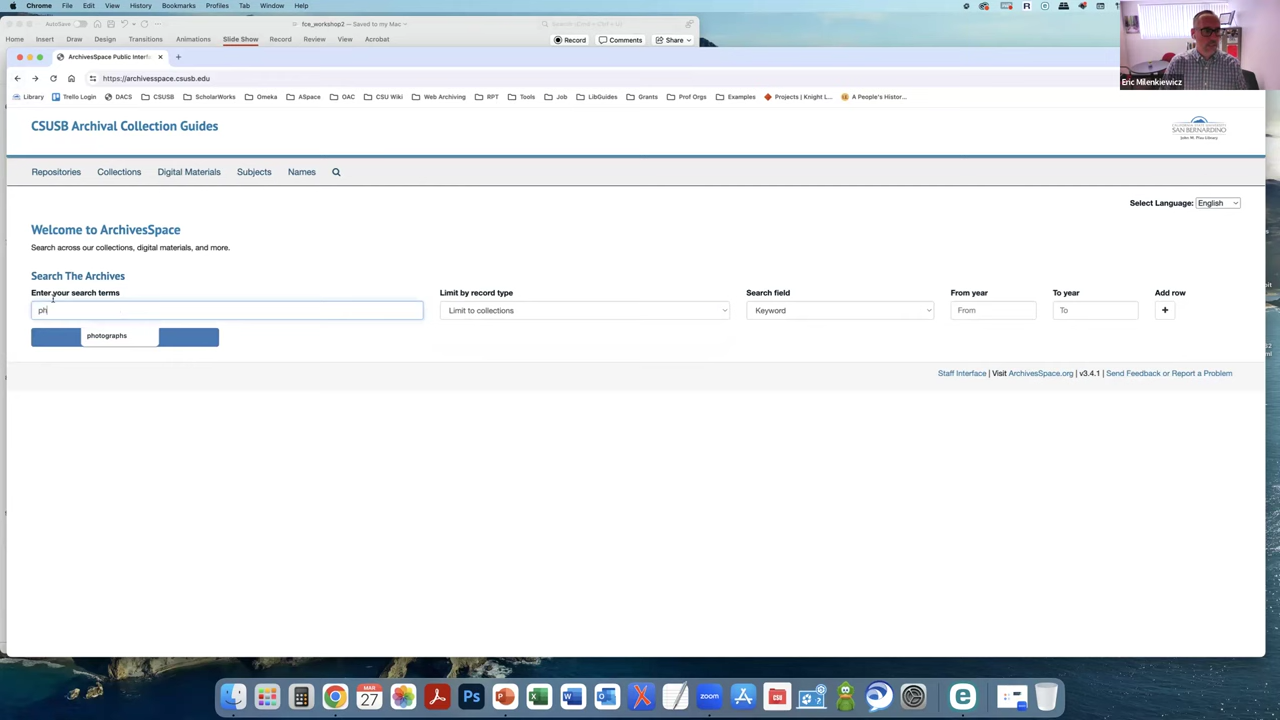 Chrome File Edit View History Bookmarks Profiles Tab Window Help
AutoSave fce_workshop2 — Saved to my Mac
Home Insert Draw Design Transitions Animations Slide Show Record Review View Acrobat Record Comments Share
ArchivesSpace Public Interf
https://archivesspace.csusb.edu
Library Trello Login DACS CSUSB ScholarWorks Omeka ASpace OAC CSU Wiki Web Archiving RPT Tools Job LibGuides Grants Prof Orgs Examples Projects | Knight L... A People's Histor...
Eric Milenkiewicz
CSUSB Archival Collection Guides
SAN BERNARDINO
John M. Pfau Library
Repositories Collections Digital Materials Subjects Names
Select Language: English
Welcome to ArchivesSpace
Search across our collections, digital materials, and more.
Search The Archives
Enter your search terms Limit by record type Search field From year To year Add row
ph Limit to collections Keyword From To +
photographs
Staff Interface | Visit ArchivesSpace.org | v3.4.1 | Send Feedback or Report a Problem
MAR
27
Ps
zoom